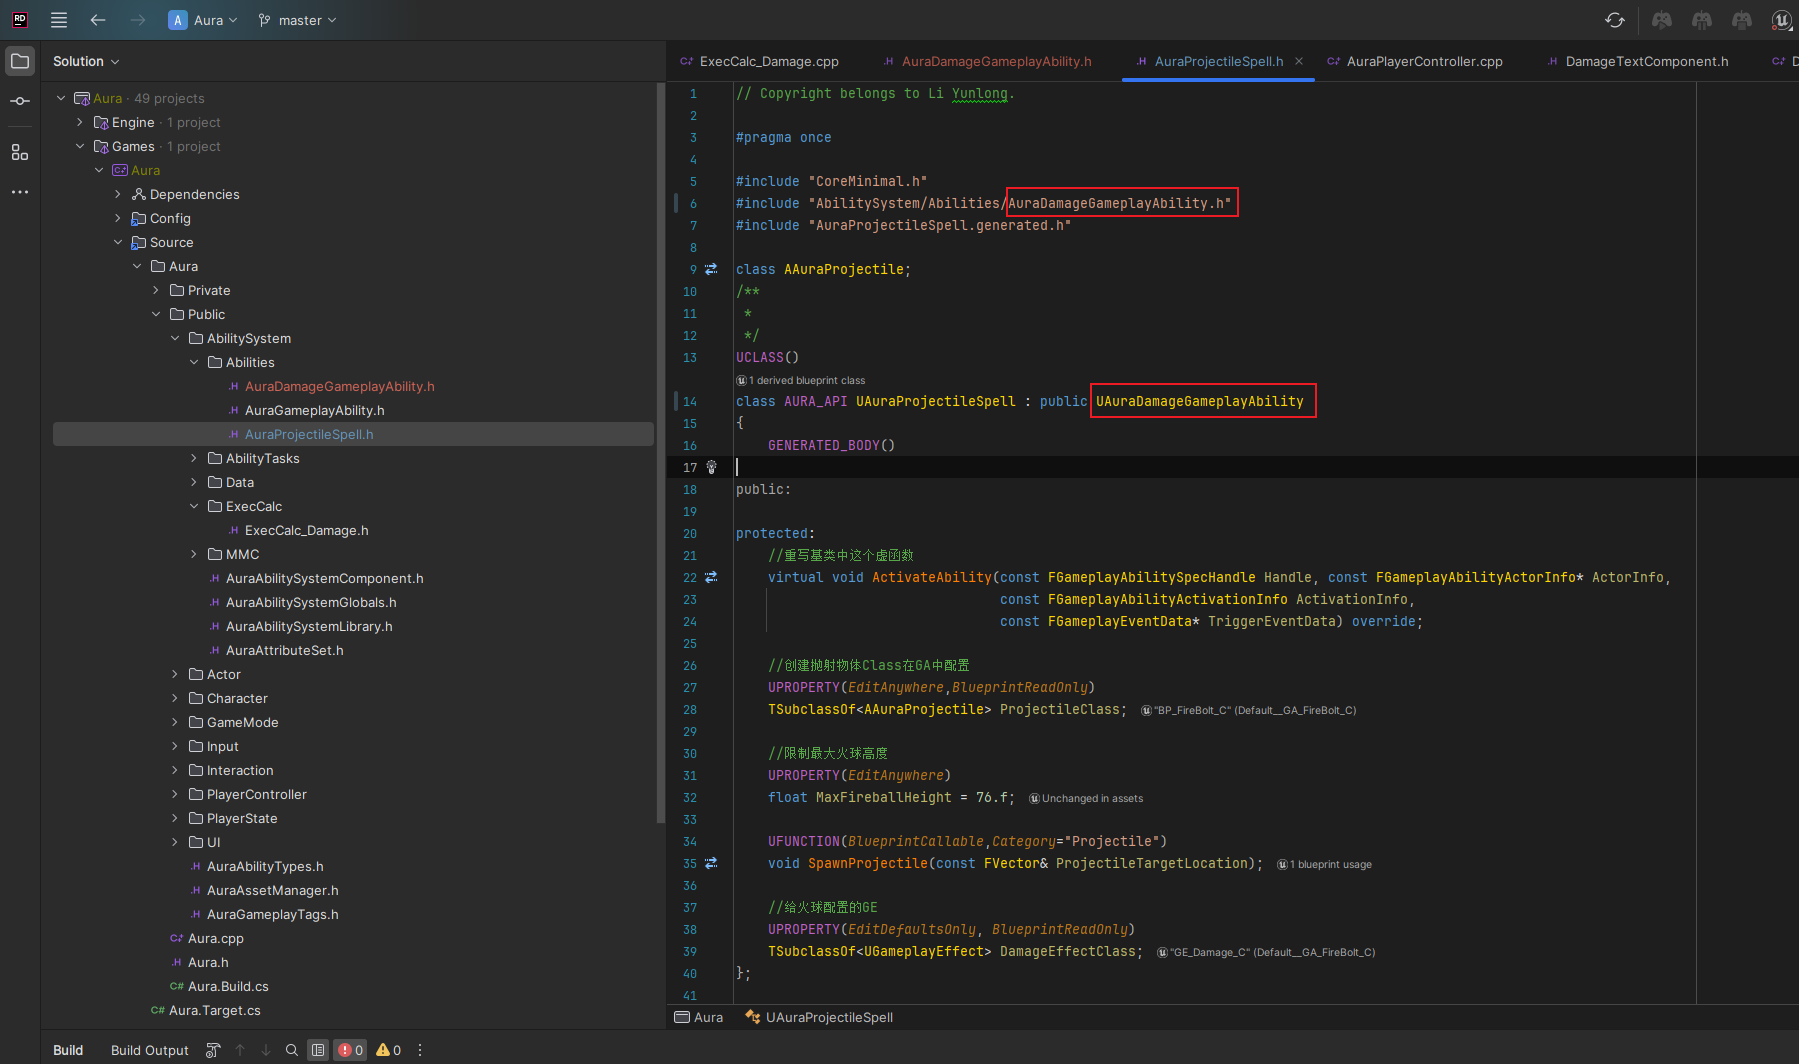 RD
A Aura master
Solution
ExecCalc_Damage.cpp AuraDamageGameplayAbility.h AuraProjectileSpell.h AuraPlayerController.cpp DamageTextComponent.h D
Aura · 49 projects
Engine · 1 project
Games · 1 project
Aura
Dependencies
Config
Source
Aura
Private
Public
AbilitySystem
Abilities
AuraDamageGameplayAbility.h
AuraGameplayAbility.h
AuraProjectileSpell.h
AbilityTasks
Data
ExecCalc
ExecCalc_Damage.h
MMC
AuraAbilitySystemComponent.h
AuraAbilitySystemGlobals.h
AuraAbilitySystemLibrary.h
AuraAttributeSet.h
Actor
Character
GameMode
Input
Interaction
PlayerController
PlayerState
UI
AuraAbilityTypes.h
AuraAssetManager.h
AuraGameplayTags.h
Aura.cpp
Aura.h
Aura.Build.cs
Aura.Target.cs
1 // Copyright belongs to Li Yunlong.
2
3 #pragma once
4
5 #include "CoreMinimal.h"
6 #include "AbilitySystem/Abilities/AuraDamageGameplayAbility.h"
7 #include "AuraProjectileSpell.generated.h"
8
9 class AAuraProjectile;
10 /**
11 *
12 */
13 UCLASS()
1 derived blueprint class
14 class AURA_API UAuraProjectileSpell : public UAuraDamageGameplayAbility
15 {
16 GENERATED_BODY()
17
18 public:
19
20 protected:
21 //重写基类中这个虚函数
22 virtual void ActivateAbility(const FGameplayAbilitySpecHandle Handle, const FGameplayAbilityActorInfo* ActorInfo,
23 const FGameplayAbilityActivationInfo ActivationInfo,
24 const FGameplayEventData* TriggerEventData) override;
25
26 //创建抛射物体Class在GA中配置
27 UPROPERTY(EditAnywhere,BlueprintReadOnly)
28 TSubclassOf<AAuraProjectile> ProjectileClass; "BP_FireBolt_C" (Default__GA_FireBolt_C)
29
30 //限制最大火球高度
31 UPROPERTY(EditAnywhere)
32 float MaxFireballHeight = 76.f; Unchanged in assets
33
34 UFUNCTION(BlueprintCallable,Category="Projectile")
35 void SpawnProjectile(const FVector& ProjectileTargetLocation); 1 blueprint usage
36
37 //给火球配置的GE
38 UPROPERTY(EditDefaultsOnly, BlueprintReadOnly)
39 TSubclassOf<UGameplayEffect> DamageEffectClass; "GE_Damage_C" (Default__GA_FireBolt_C)
40 };
41
Aura UAuraProjectileSpell
Build Build Output 0 0